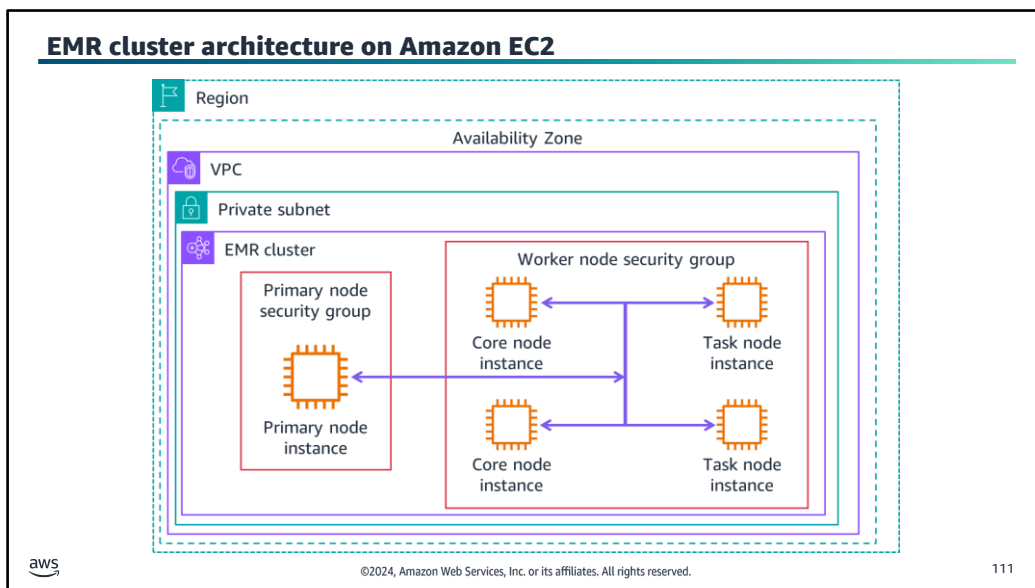 EMR cluster architecture on Amazon EC2
Region
Availability Zone
VPC
Private subnet
EMR cluster
Primary node
security group
Primary node
instance
Worker node security group
Core node
instance
Task node
instance
Core node
instance
Task node
instance
aws
©2024, Amazon Web Services, Inc. or its affiliates. All rights reserved.
111